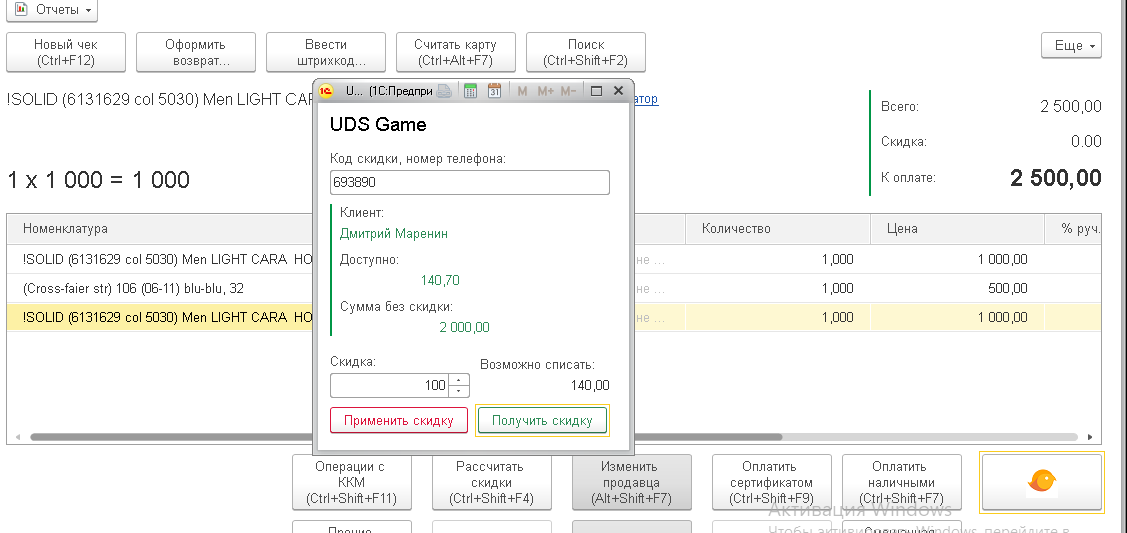 Отчеты
Новый чек
(Ctrl+F12)
Оформить
возврат...
Ввести
штрихкод...
Считать карту
(Ctrl+Alt+F7)
Поиск
(Ctrl+Shift+F2)
Еще
!SOLID (6131629 col 5030) Men LIGHT CAR
атор
Всего: 2 500,00
Скидка: 0.00
К оплате: 2 500,00
1 x 1 000 = 1 000
U... (1С:Предпри
31 M M+ M-
UDS Game
Код скидки, номер телефона:
693890
Клиент:
Дмитрий Маренин
Доступно:
140,70
Сумма без скидки:
2 000,00
Скидка:
100
Возможно списать:
140,00
Применить скидку
Получить скидку
Номенклатура Количество Цена % руч.
!SOLID (6131629 col 5030) Men LIGHT CARA HO не ... 1,000 1 000,00
(Cross-faier str) 106 (06-11) blu-blu, 32 1,000 500,00
!SOLID (6131629 col 5030) Men LIGHT CARA HO не ... 1,000 1 000,00
Операции с
ККМ
(Ctrl+Shift+F11)
Рассчитать
скидки
(Ctrl+Shift+F4)
Изменить
продавца
(Alt+Shift+F7)
Оплатить
сертификатом
(Ctrl+Shift+F9)
Оплатить
наличными
(Ctrl+Shift+F7)
Активация Windows
Прочие
Windows, перейдите в